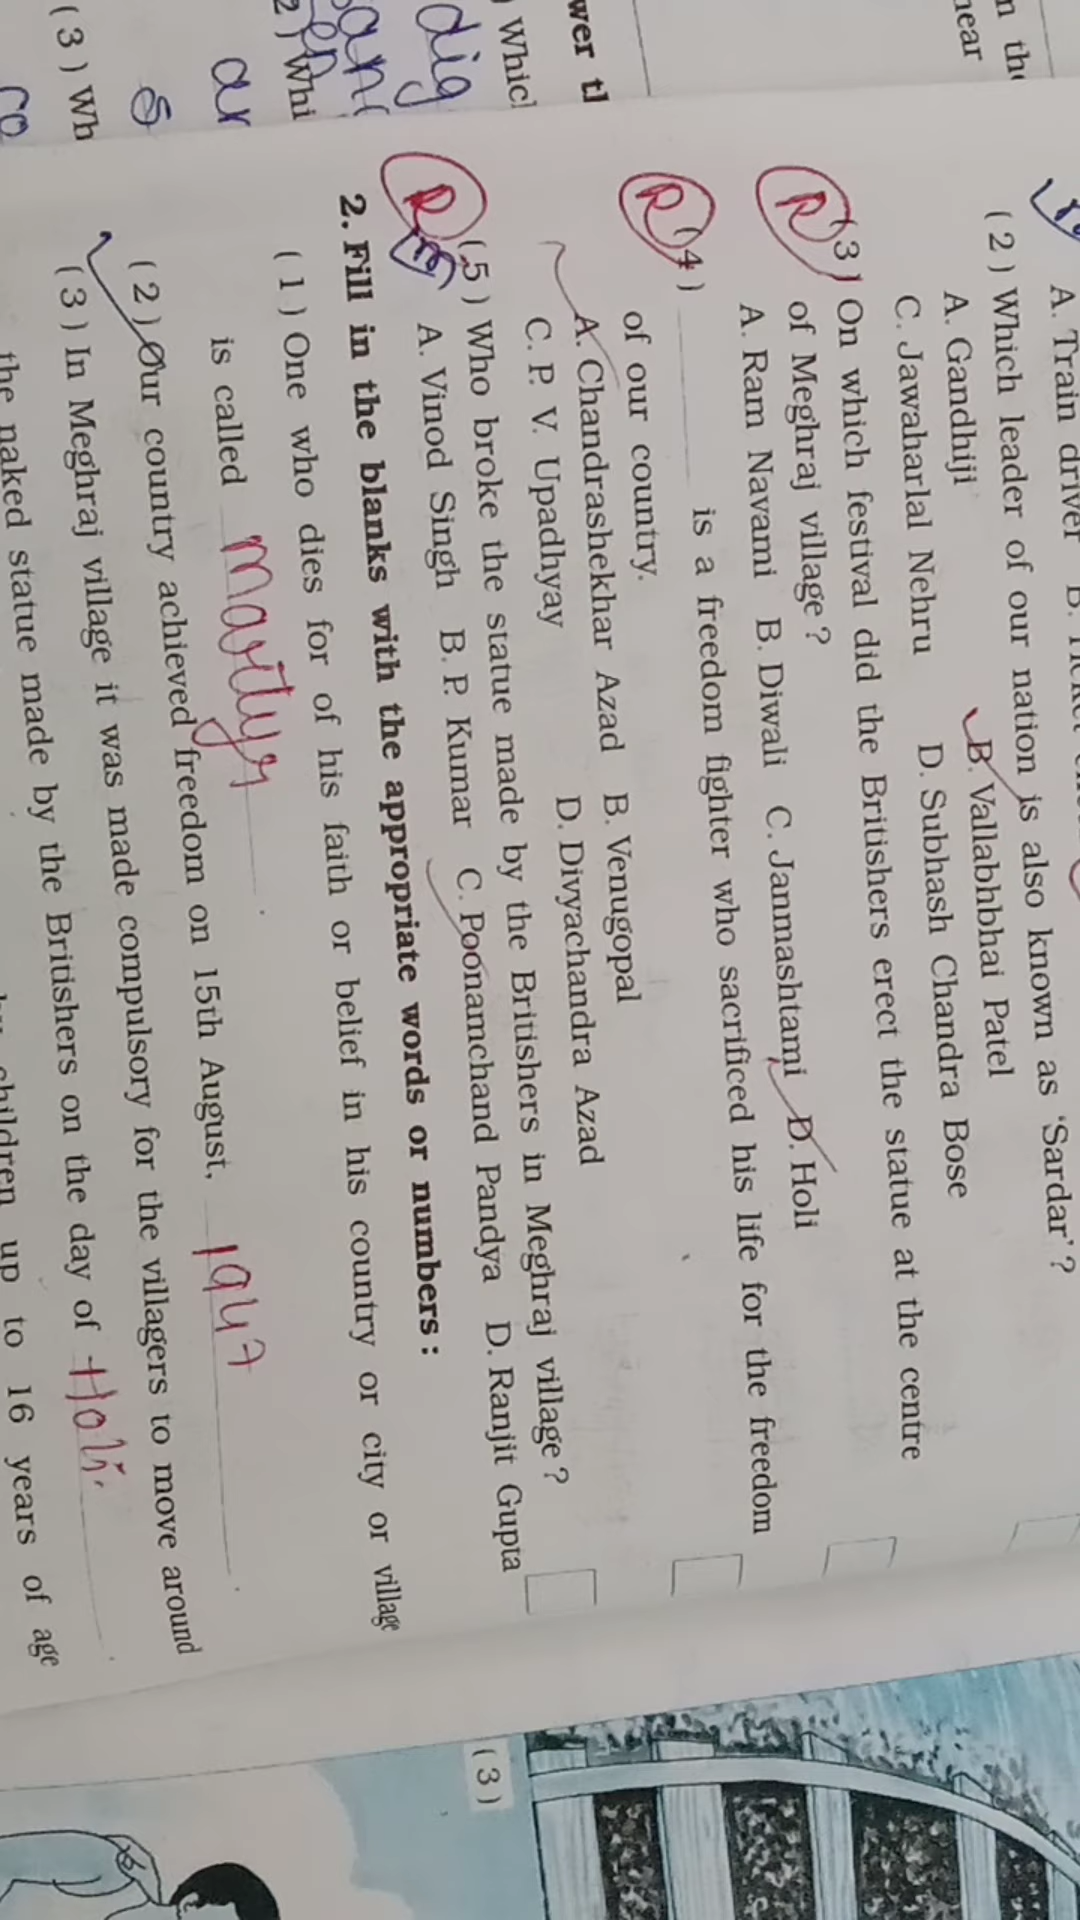 A. Train driver B.
( 2 ) Which leader of our nation is also known as ‘Sardar’ ?
A. Gandhiji B. Vallabhbhai Patel
C. Jawaharlal Nehru D. Subhash Chandra Bose
( 3 ) On which festival did the Britishers erect the statue at the centre
of Meghraj village ?
A. Ram Navami B. Diwali C. Janmashtami D. Holi
( 4 ) is a freedom fighter who sacrificed his life for the freedom
of our country.
A. Chandrashekhar Azad B. Venugopal
C. P. V. Upadhyay D. Divyachandra Azad
( 5 ) Who broke the statue made by the Britishers in Meghraj village ?
A. Vinod Singh B. P. Kumar C. Poonamchand Pandya D. Ranjit Gupta
2. Fill in the blanks with the appropriate words or numbers :
( 1 ) One who dies for of his faith or belief in his country or city or village
is called .
( 2 ) Our country achieved freedom on 15th August, 1947 .
( 3 ) In Meghraj village it was made compulsory for the villagers to move around
the naked statue made by the Britishers on the day of Holi.
children up to 16 years of age
near
( 3 ) Wh
( 3 )
R
R
R